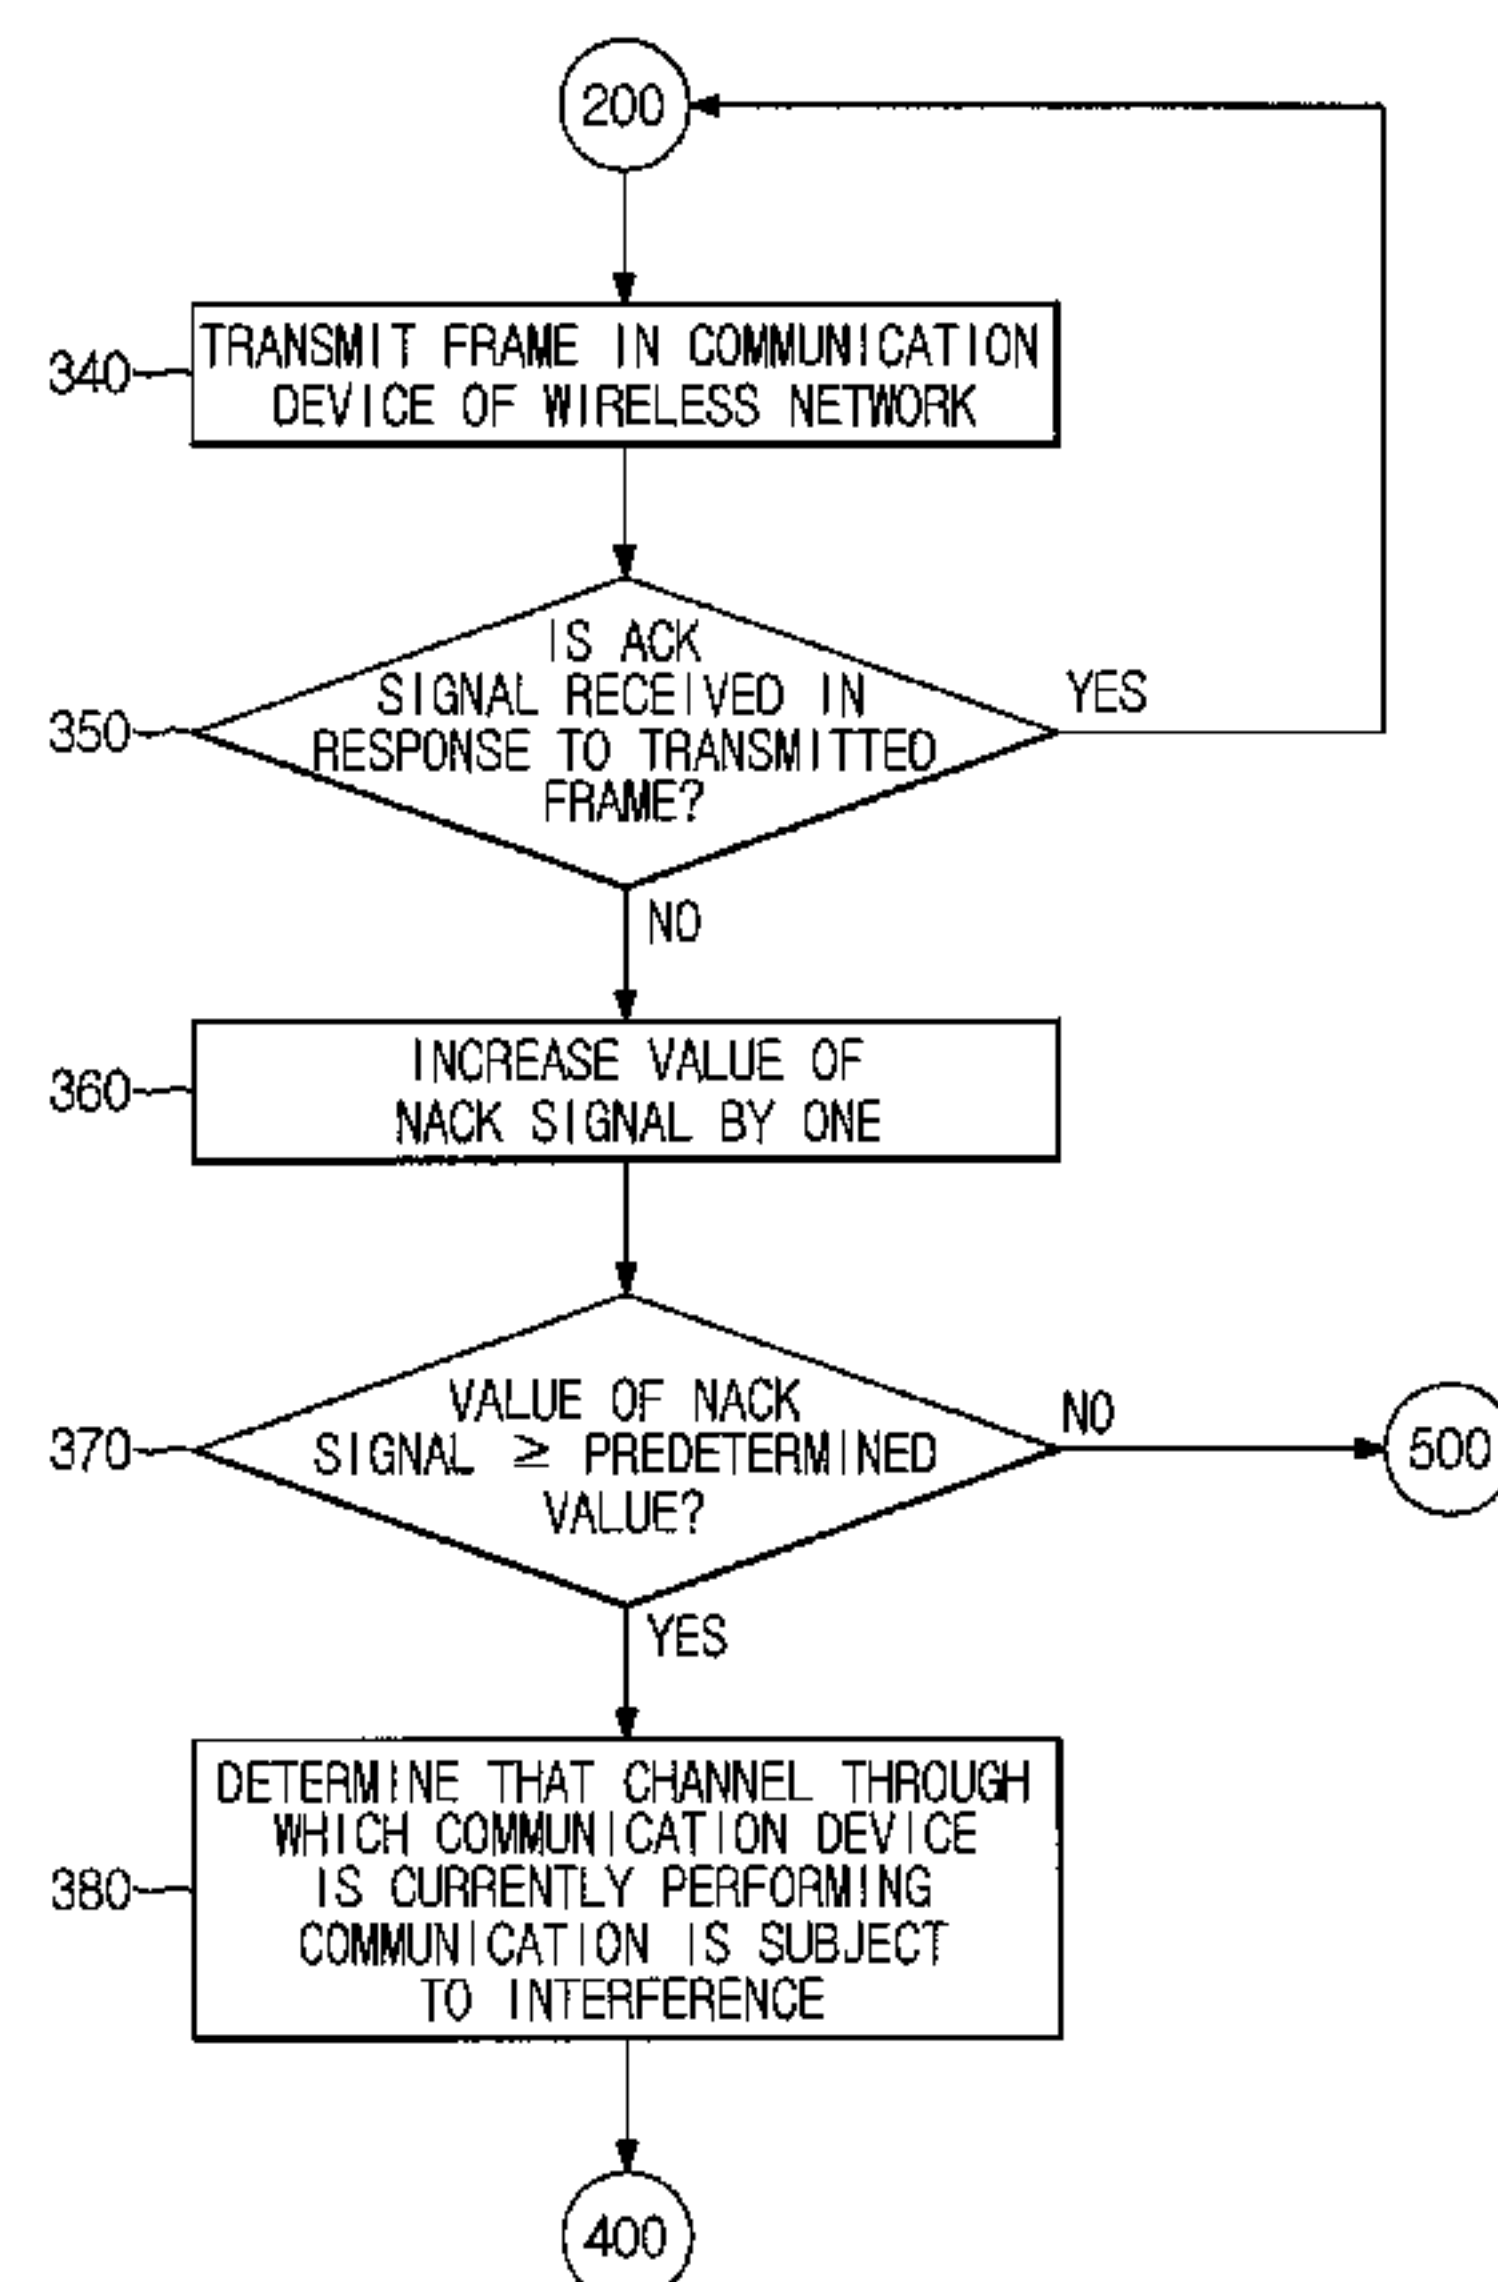 200
340
TRANSMIT FRAME IN COMMUNICATION
DEVICE OF WIRELESS NETWORK
350
IS ACK
SIGNAL RECEIVED IN
RESPONSE TO TRANSMITTED
FRAME?
YES
NO
360
INCREASE VALUE OF
NACK SIGNAL BY ONE
370
VALUE OF NACK
SIGNAL ≥ PREDETERMINED
VALUE?
NO
500
YES
380
DETERMINE THAT CHANNEL THROUGH
WHICH COMMUNICATION DEVICE
IS CURRENTLY PERFORMING
COMMUNICATION IS SUBJECT
TO INTERFERENCE
400